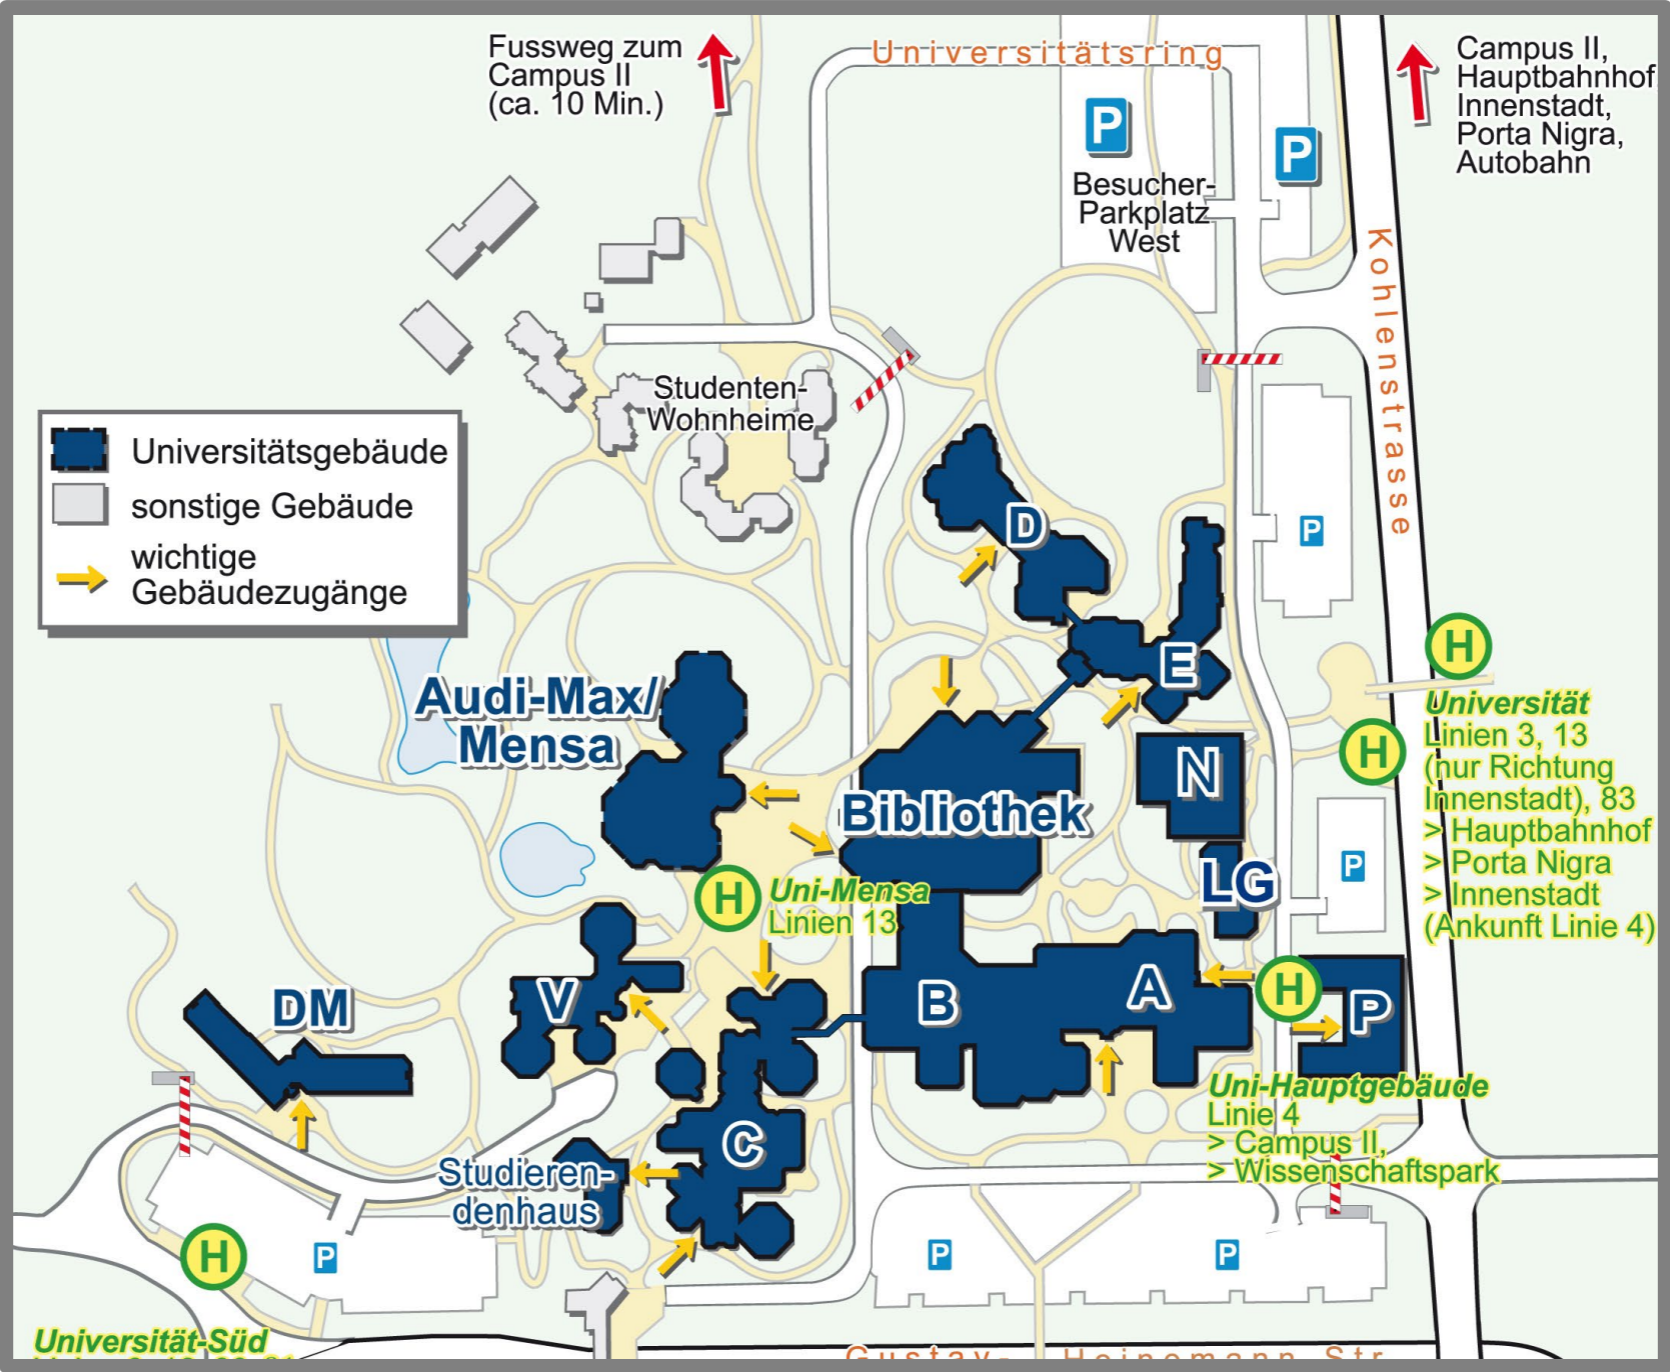 Fussweg zum
Campus II
(ca. 10 Min.)
Universitätsring
Campus II,
Hauptbahnhof
Innenstadt,
Porta Nigra,
Autobahn
P
P
Besucher-
Parkplatz
West
Kohlenstrasse
Studenten-
Wohnheime
Universitätsgebäude
sonstige Gebäude
wichtige
Gebäudezugänge
D
P
E
H
Audi-Max/
Mensa
Universität
Linien 3, 13
(nur Richtung
Innenstadt), 83
> Hauptbahnhof
> Porta Nigra
> Innenstadt
(Ankunft Linie 4)
H
N
Bibliothek
P
LG
H
Uni-Mensa
Linien 13
DM
V
B
A
H
P
Uni-Hauptgebäude
Linie 4
> Campus II,
> Wissenschaftspark
C
Studieren-
denhaus
H
P
P
P
Universität-Süd
Gustav-Heinemann Str